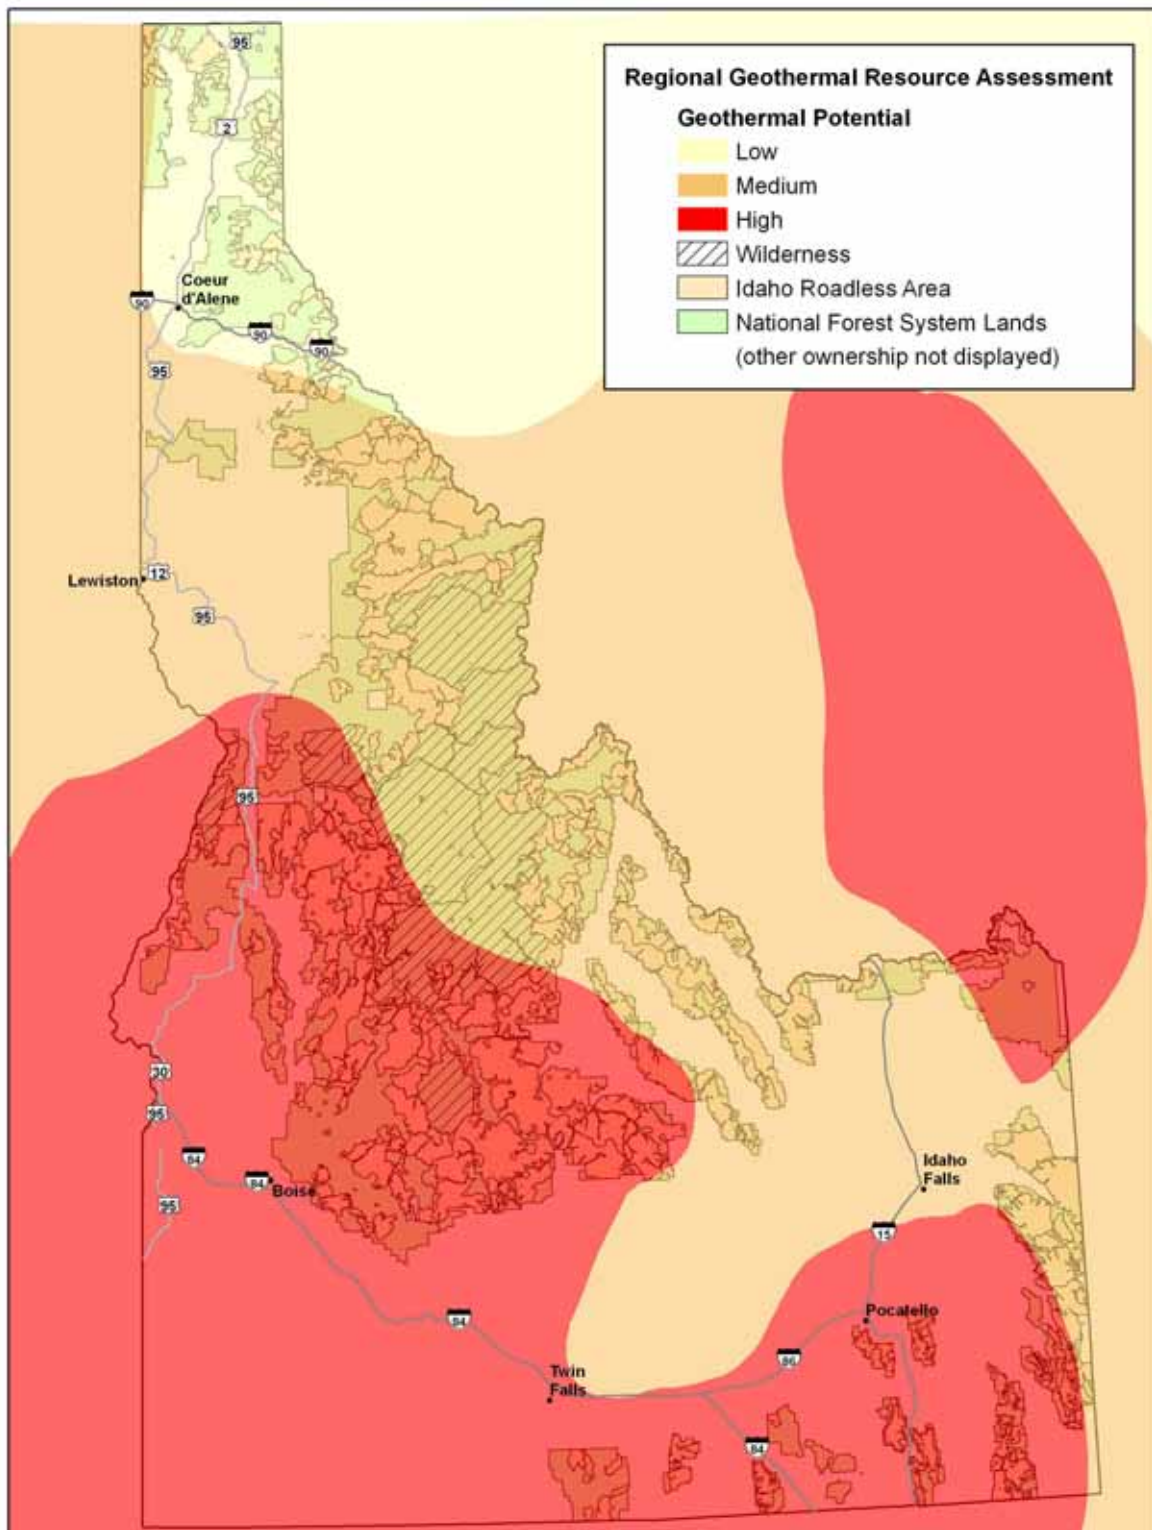 Regional Geothermal Resource Assessment
Geothermal Potential
Low
Medium
High
Wilderness
Idaho Roadless Area
National Forest System Lands
(other ownership not displayed)
95
2
Coeur
d'Alene
90
90
90
95
Lewiston
12
95
95
30
95
84
84
Boise
95
Idaho
Falls
15
84
Pocatello
86
Twin
Falls
84